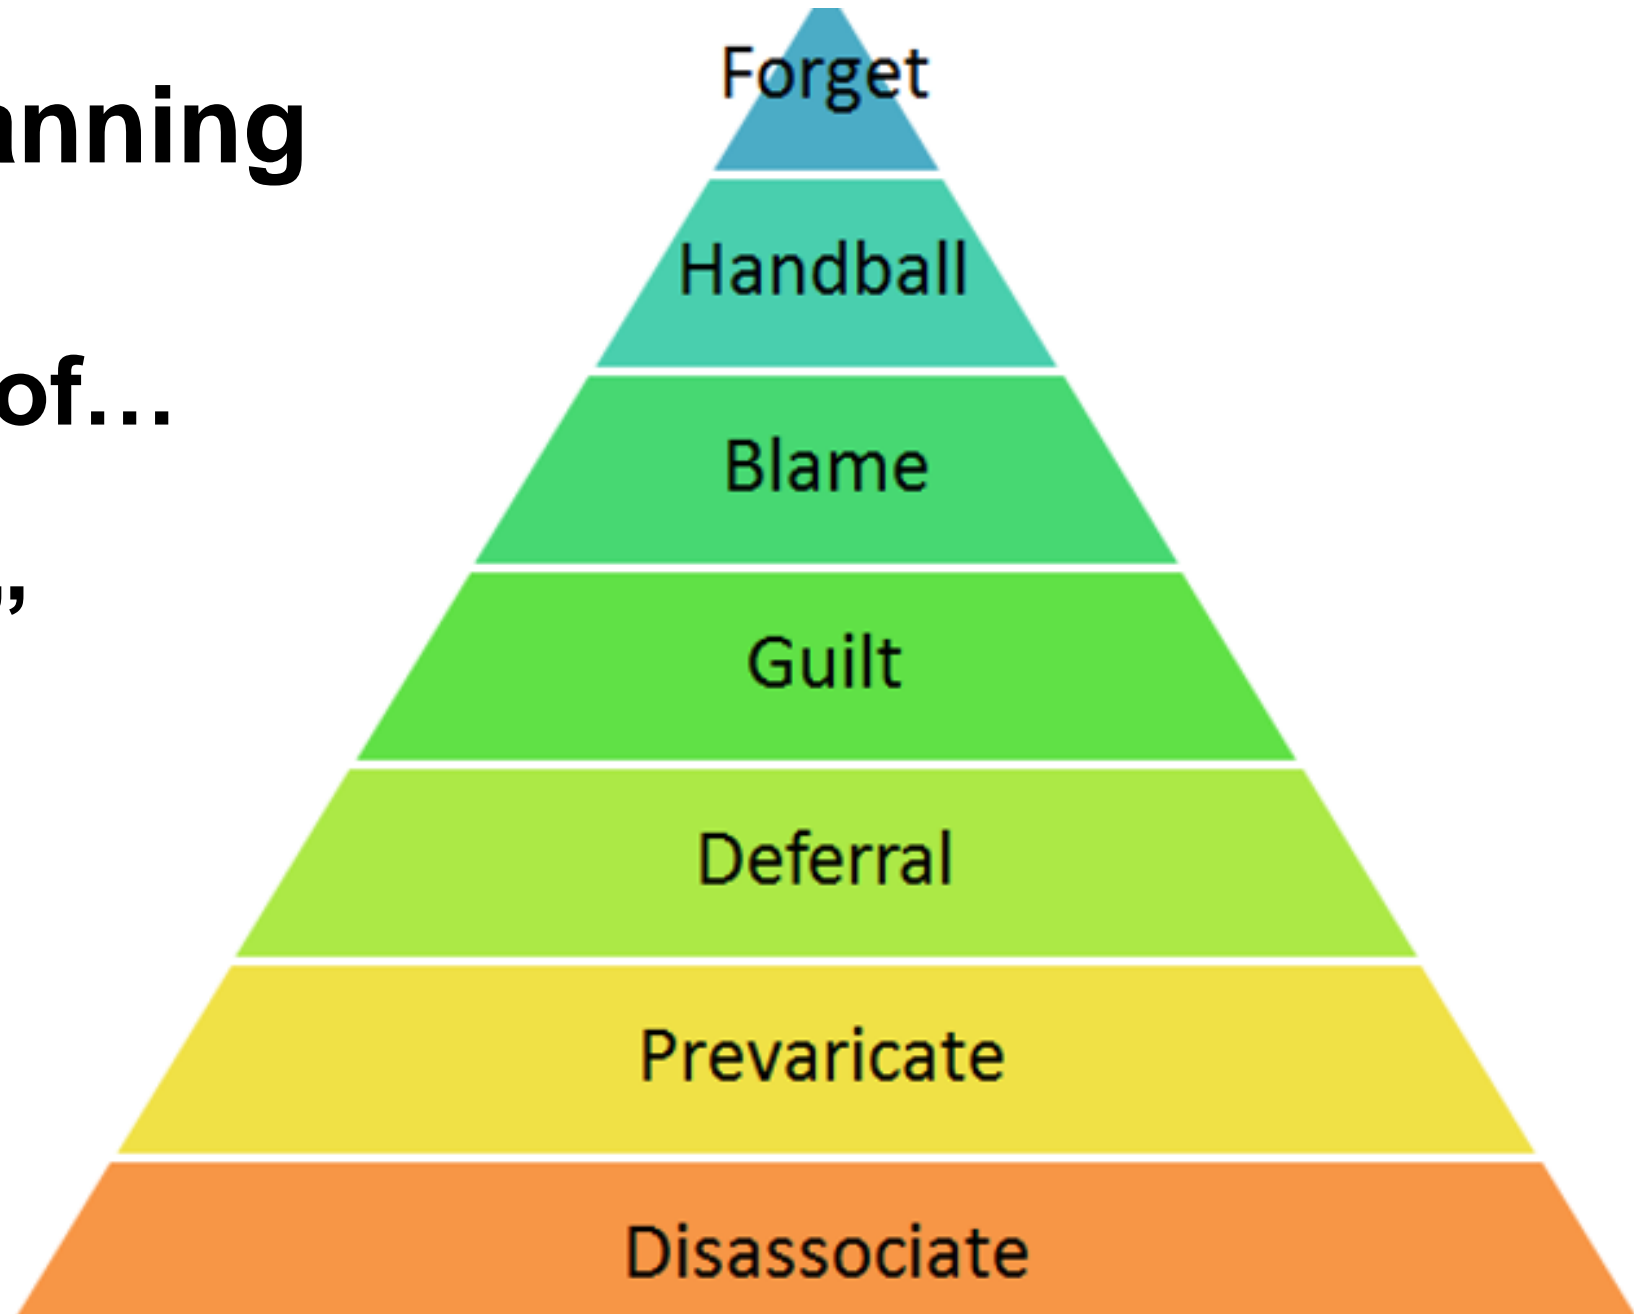 anning
of…
”
Forget
Handball
Blame
Guilt
Deferral
Prevaricate
Disassociate